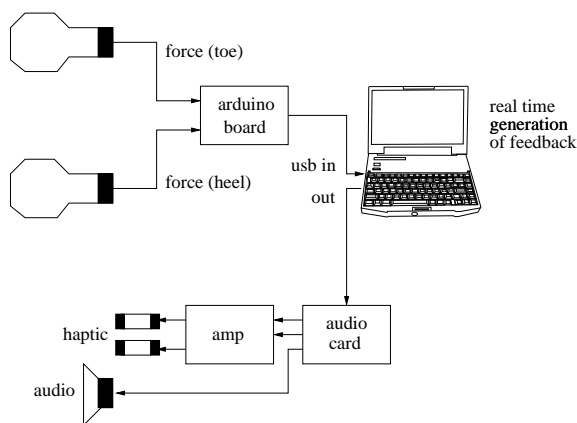 force (toe)
arduino
board
force (heel)
usb in
out
real time
generation
of feedback
haptic
amp
audio
card
audio